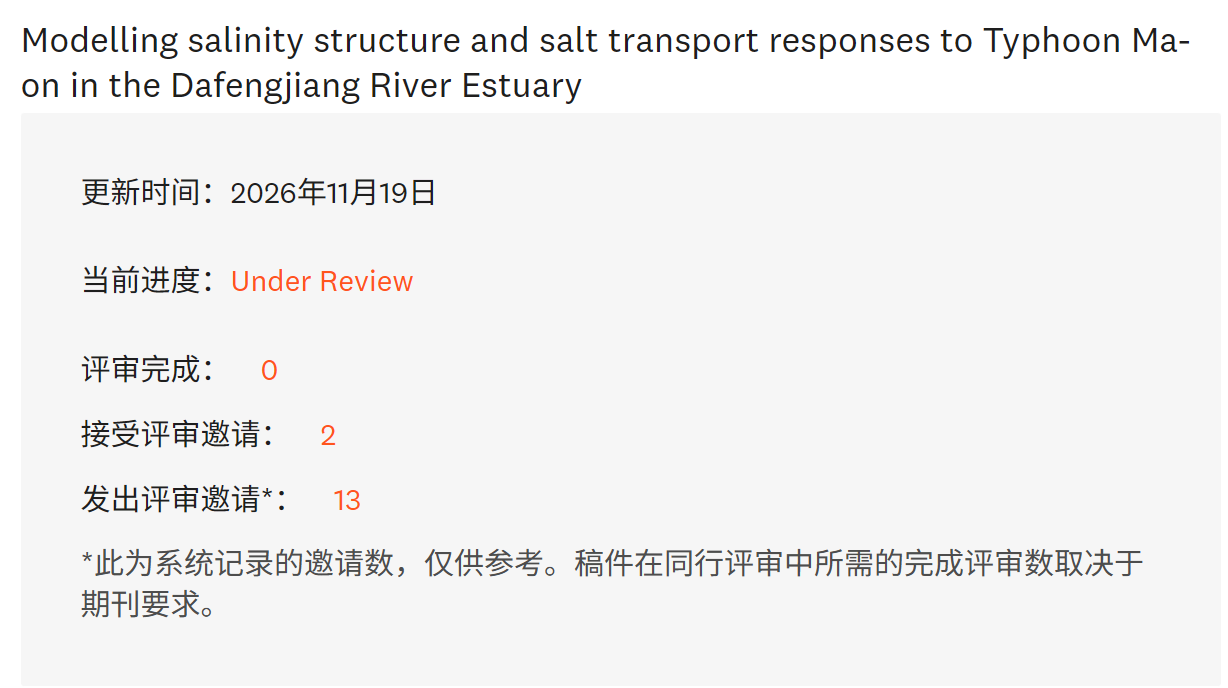 Modelling salinity structure and salt transport responses to Typhoon Ma-
on in the Dafengjiang River Estuary
更新时间：2026年11月19日
当前进度：Under Review
评审完成： 0
接受评审邀请： 2
发出评审邀请*： 13
*此为系统记录的邀请数，仅供参考。稿件在同行评审中所需的完成评审数取决于
期刊要求。